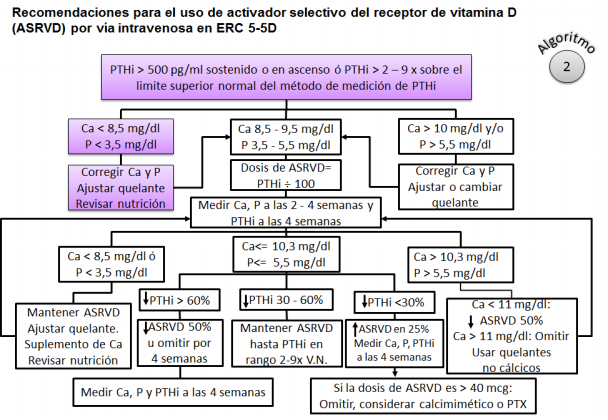 Recomendaciones para el uso de activador selectivo del receptor de vitamina D
(ASRVD) por vía intravenosa en ERC 5-5D
Algoritmo
2
PTHi > 500 pg/ml sostenido o en ascenso ó PTHi > 2 – 9 x sobre el
limite superior normal del método de medición de PTHi
Ca < 8,5 mg/dl
P < 3,5 mg/dl
Ca 8,5 - 9,5 mg/dl
P 3,5 - 5,5 mg/dl
Ca > 10 mg/dl y/o
P > 5,5 mg/dl
Corregir Ca y P
Ajustar quelante
Revisar nutrición
Dosis de ASRVD=
PTHi ÷ 100
Corregir Ca y P
Ajustar o cambiar
quelante
Medir Ca, P a las 2 - 4 semanas y
PTHi a las 4 semanas
Ca < 8,5 mg/dl ó
P < 3,5 mg/dl
Ca<= 10,3 mg/dl
P<= 5,5 mg/dl
Ca > 10,3 mg/dl
P > 5,5 mg/dl
Mantener ASRVD
Ajustar quelante.
Suplemento de Ca
Revisar nutrición
↓PTHi > 60%
↓PTHi 30 - 60%
↓PTHi <30%
↓ASRVD 50%
u omitir por
4 semanas
Mantener ASRVD
hasta PTHi en
rango 2-9x V.N.
↑ASRVD en 25%
Medir Ca, P, PTHi
a las 4 semanas
Ca < 11 mg/dl:
↓ ASRVD 50%
Ca > 11 mg/dl: Omitir
Usar quelantes
no cálcicos
Medir Ca, P y PTHi a las 4 semanas
Si la dosis de ASRVD es > 40 mcg:
Omitir, considerar calcimimético o PTX